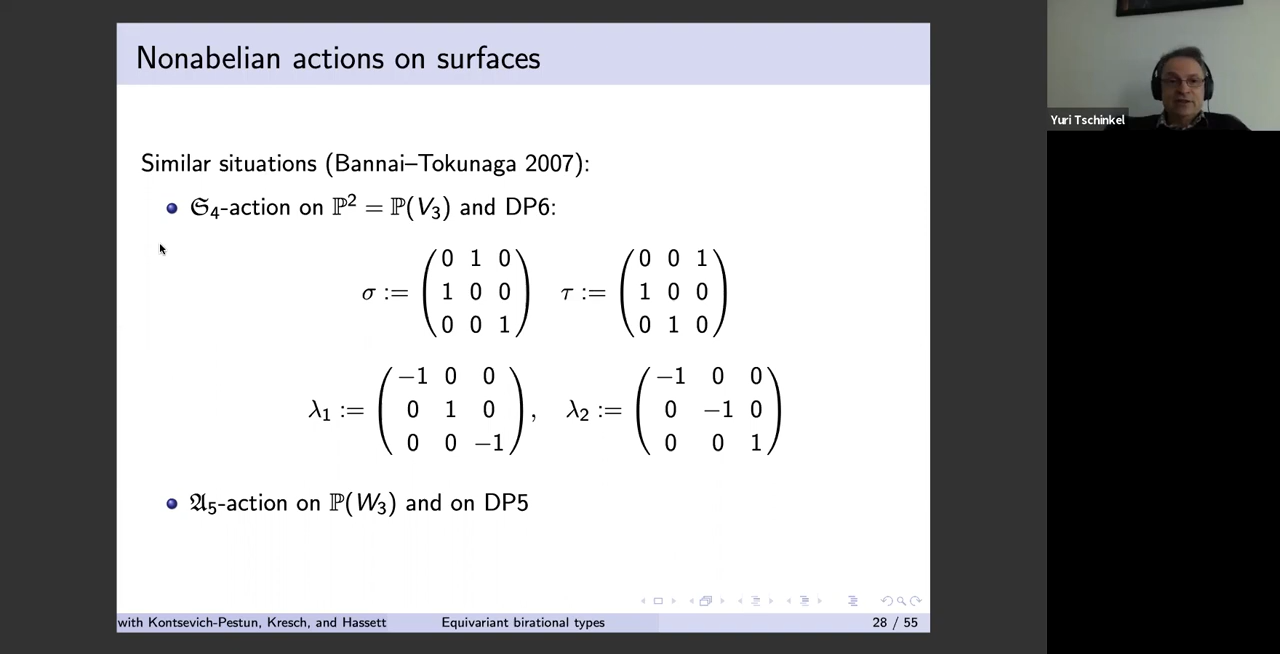 Nonabelian actions on surfaces
Yuri Tschinkel
Similar situations (Bannai–Tokunaga 2007):
𝔖₄-action on ℙ² = ℙ(V₃) and DP6:
σ := ( 0 1 0 ; 1 0 0 ; 0 0 1 ) τ := ( 0 0 1 ; 1 0 0 ; 0 1 0 )
λ₁ := ( −1 0 0 ; 0 1 0 ; 0 0 −1 ), λ₂ := ( −1 0 0 ; 0 −1 0 ; 0 0 1 )
𝔄₅-action on ℙ(W₃) and on DP5
with Kontsevich-Pestun, Kresch, and Hassett Equivariant birational types 28 / 55